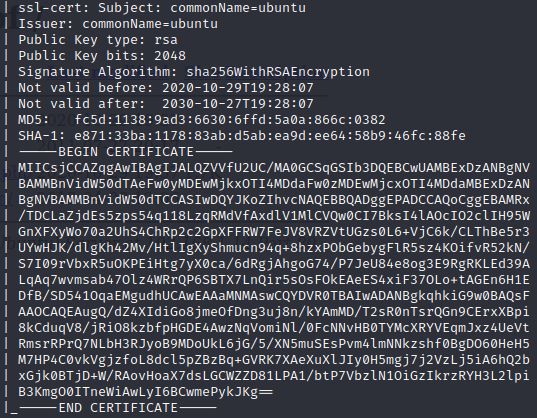 | ssl-cert: Subject: commonName=ubuntu
| Issuer: commonName=ubuntu
| Public Key type: rsa
| Public Key bits: 2048
| Signature Algorithm: sha256WithRSAEncryption
| Not valid before: 2020-10-29T19:28:07
| Not valid after:  2030-10-27T19:28:07
| MD5:   fc5d:1138:9ad3:6630:6ffd:5a0a:866c:0382
| SHA-1: e871:33ba:1178:83ab:d5ab:ea9d:ee64:58b9:46fc:88fe
| -----BEGIN CERTIFICATE-----
| MIICsjCCAZqgAwIBAgIJALQZVVfU2UC/MA0GCSqGSIb3DQEBCwUAMBExDzANBgNV
| BAMMBnVidW50dTAeFw0yMDEwMjkxOTI4MDdaFw0zMDEwMjcxOTI4MDdaMBExDzAN
| BgNVBAMMBnVidW50dTCCASIwDQYJKoZIhvcNAQEBBQADggEPADCCAQoCggEBAMRx
| /TDCLaZjdEs5zps54q118LzqRMdVfAxdlV1MlCVQw0CI7BksI4lAOcIO2clIH95W
| GnXFXyWo70a2UhS4ChRp2c2GpXFFRW7FeJV8VRZVtUGzs0L6+VjC6k/CLThBe5r3
| UYwHJK/dlgKh42Mv/HtlIgXyShmucn94q+8hzxPObGebygFlR5sz4KOifvR52kN/
| S7I09rVbxR5uOKPEiHtg7yX0ca/6dRgjAhgoG74/P7JeU84e8og3E9RgRKLEd39A
| LqAq7wvmsab47Olz4WRrQP6SBTX7LnQir5sOsFOkEAeES4xiF37OLo+tAGEn6H1E
| DfB/SD541OqaEMgudhUCAwEAAaMNMAswCQYDVR0TBAIwADANBgkqhkiG9w0BAQsF
| AAOCAQEAugQ/dZ4XIdiGo8jmeOfDng3uj8n/kYAmMD/T2sR0nTsrQGn9CErxXBpi
| 8kCduqV8/jRiO8kzbfpHGDE4AwzNqVomiNl/0FcNNvHB0TYMcXRYVEqmJxz4UeVt
| RmsrRPrQ7NLbH3RJyoB9MDoUkL6jG/5/XN5muSEsPvm4lmNNkzshf0BgDO60HeH5
| M7HP4C0vkVgjzfoL8dcl5pZBzBq+GVRK7XAeXuXlJIy0H5mgj7j2VzLj5iA6hQ2b
| xGjk0BTjD+W/RAovHoaX7dsLGCWZZD81LPA1/btP7VbzlN1OiGzIkrzRYH3L2lpi
| B3KmgO0ITneWiAwLyI6BCwmePykJKg==
|_-----END CERTIFICATE-----